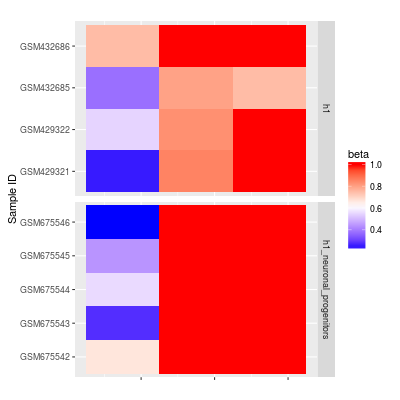 Sample ID
GSM432686
GSM432685
GSM429322
GSM429321
h1
GSM675546
GSM675545
GSM675544
GSM675543
GSM675542
h1_neuronal_progenitors
beta
1.0
0.8
0.6
0.4